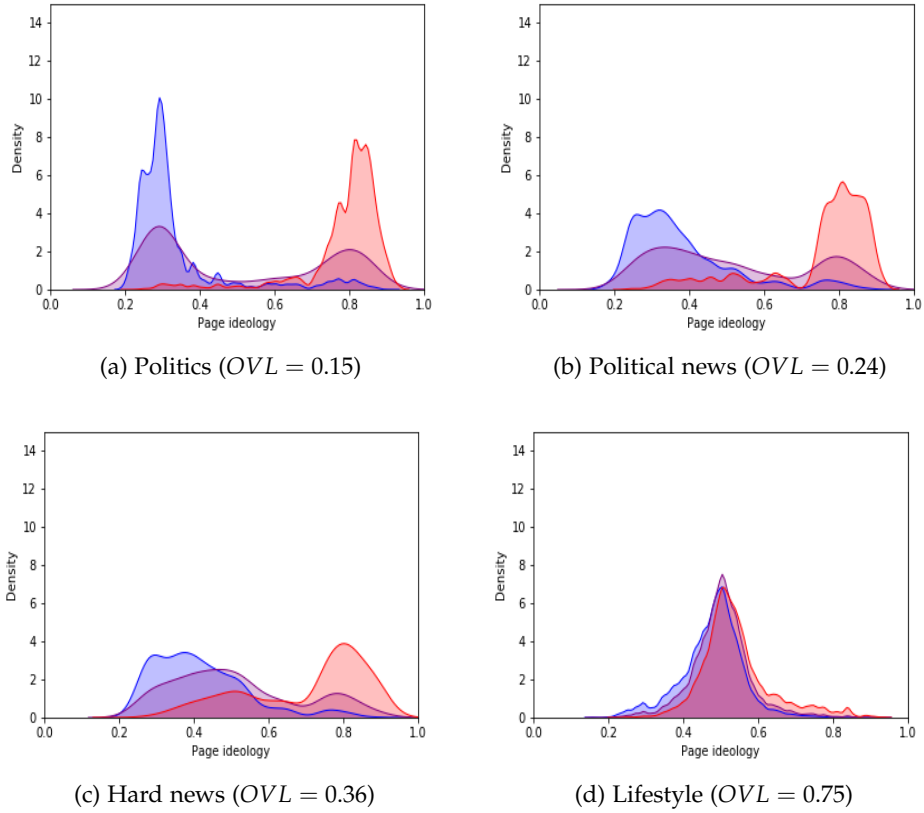 14
12
10
8
6
4
2
0
Density
0.0 0.2 0.4 0.6 0.8 1.0
Page ideology
(a) Politics (OVL = 0.15)
14
12
10
8
6
4
2
0
Density
0.0 0.2 0.4 0.6 0.8 1.0
Page ideology
(b) Political news (OVL = 0.24)
14
12
10
8
6
4
2
0
Density
0.0 0.2 0.4 0.6 0.8 1.0
Page ideology
(c) Hard news (OVL = 0.36)
14
12
10
8
6
4
2
0
Density
0.0 0.2 0.4 0.6 0.8 1.0
Page ideology
(d) Lifestyle (OVL = 0.75)